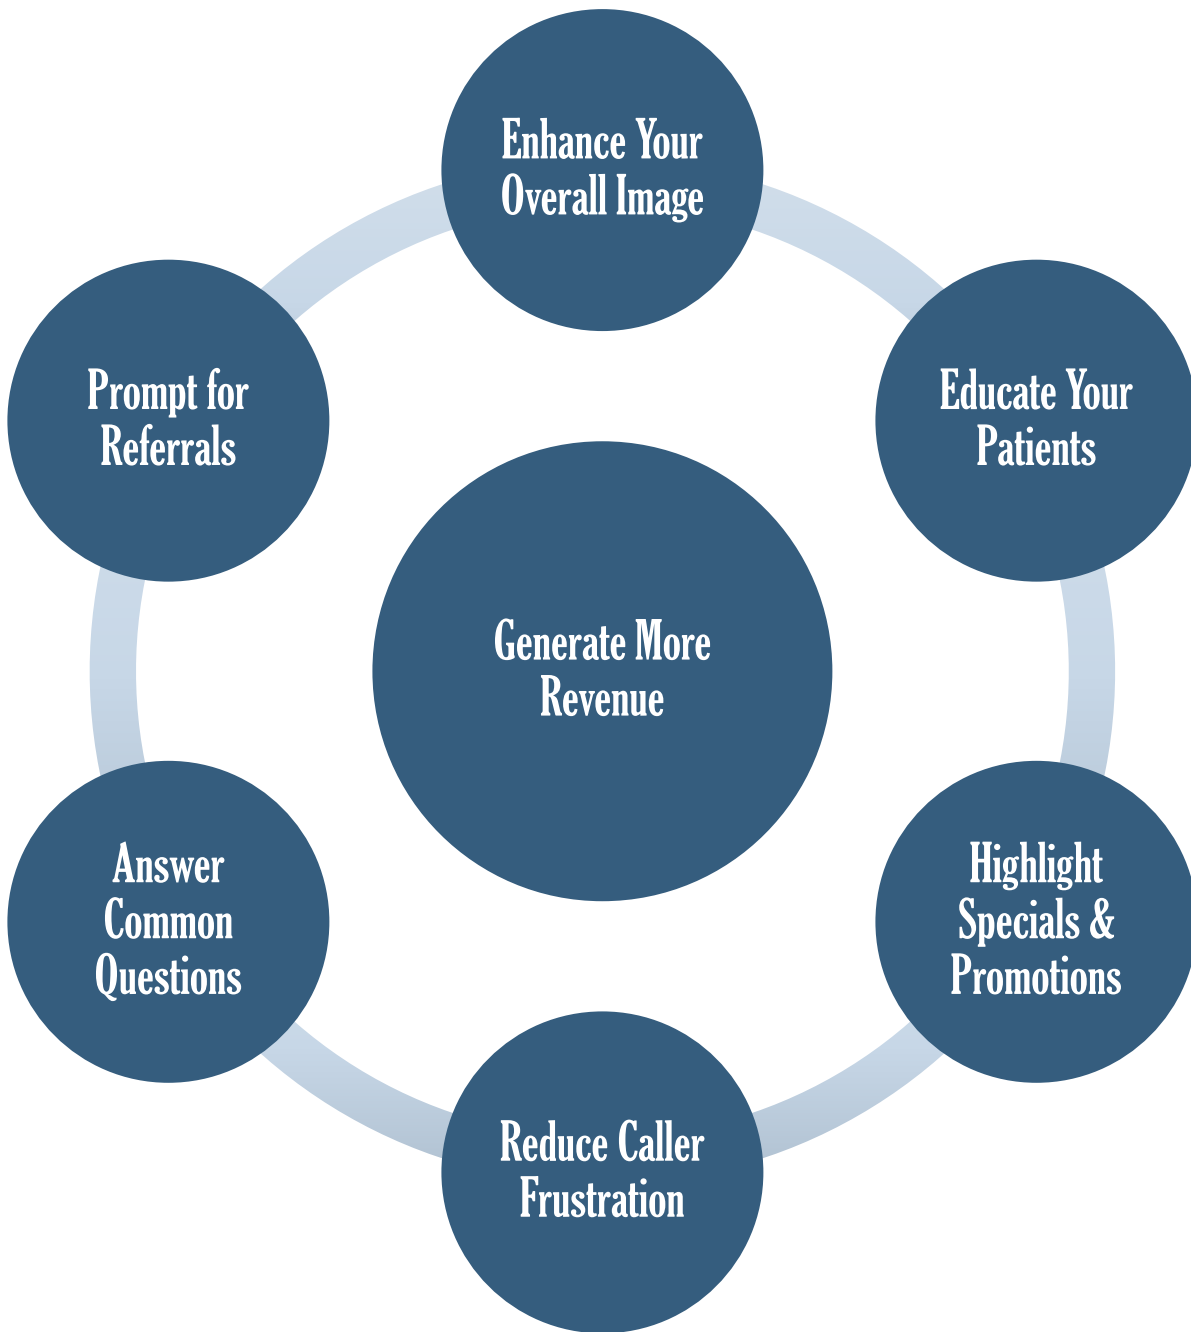 Enhance Your
Overall Image
Educate Your
Patients
Highlight
Specials &
Promotions
Reduce Caller
Frustration
Answer
Common
Questions
Prompt for
Referrals
Generate More
Revenue